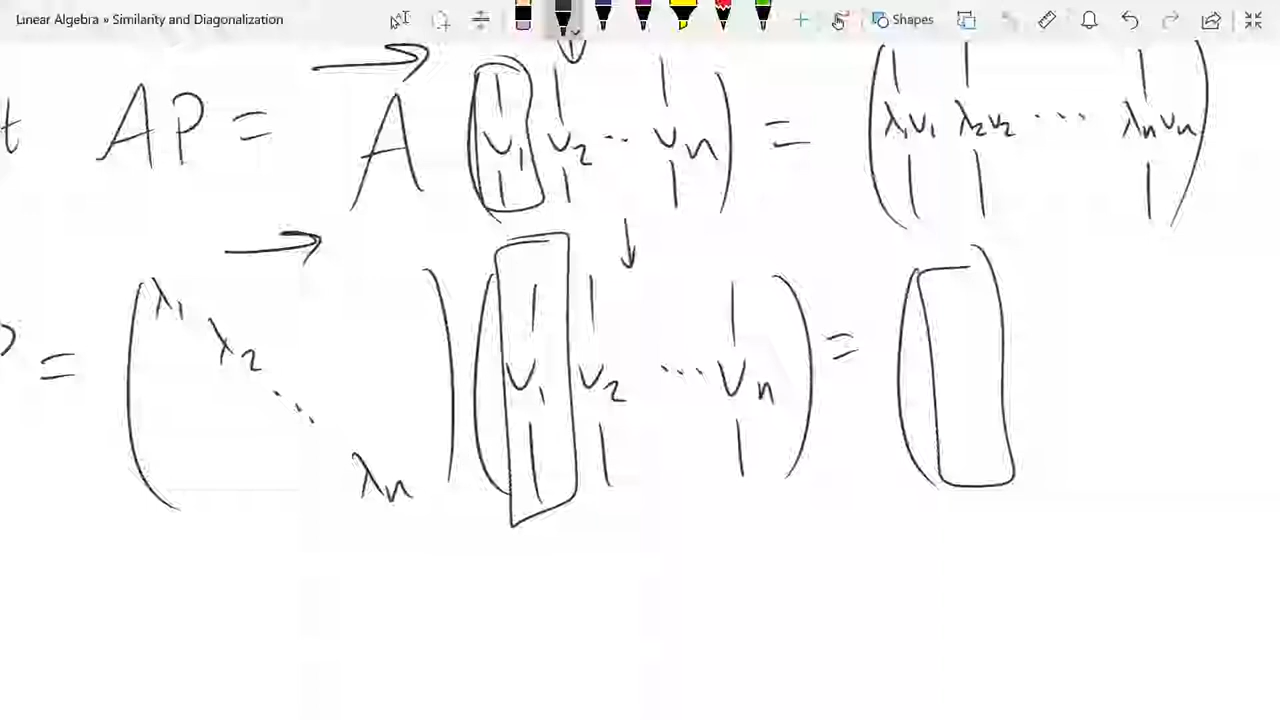 Linear Algebra » Similarity and Diagonalization
Shapes
t AP = A (v₁ v₂ ·· vₙ) = (λ₁v₁ λ₂v₂ ··· λₙvₙ)
= (λ₁ λ₂ ··· λₙ) (v₁ v₂ ··· vₙ) = (